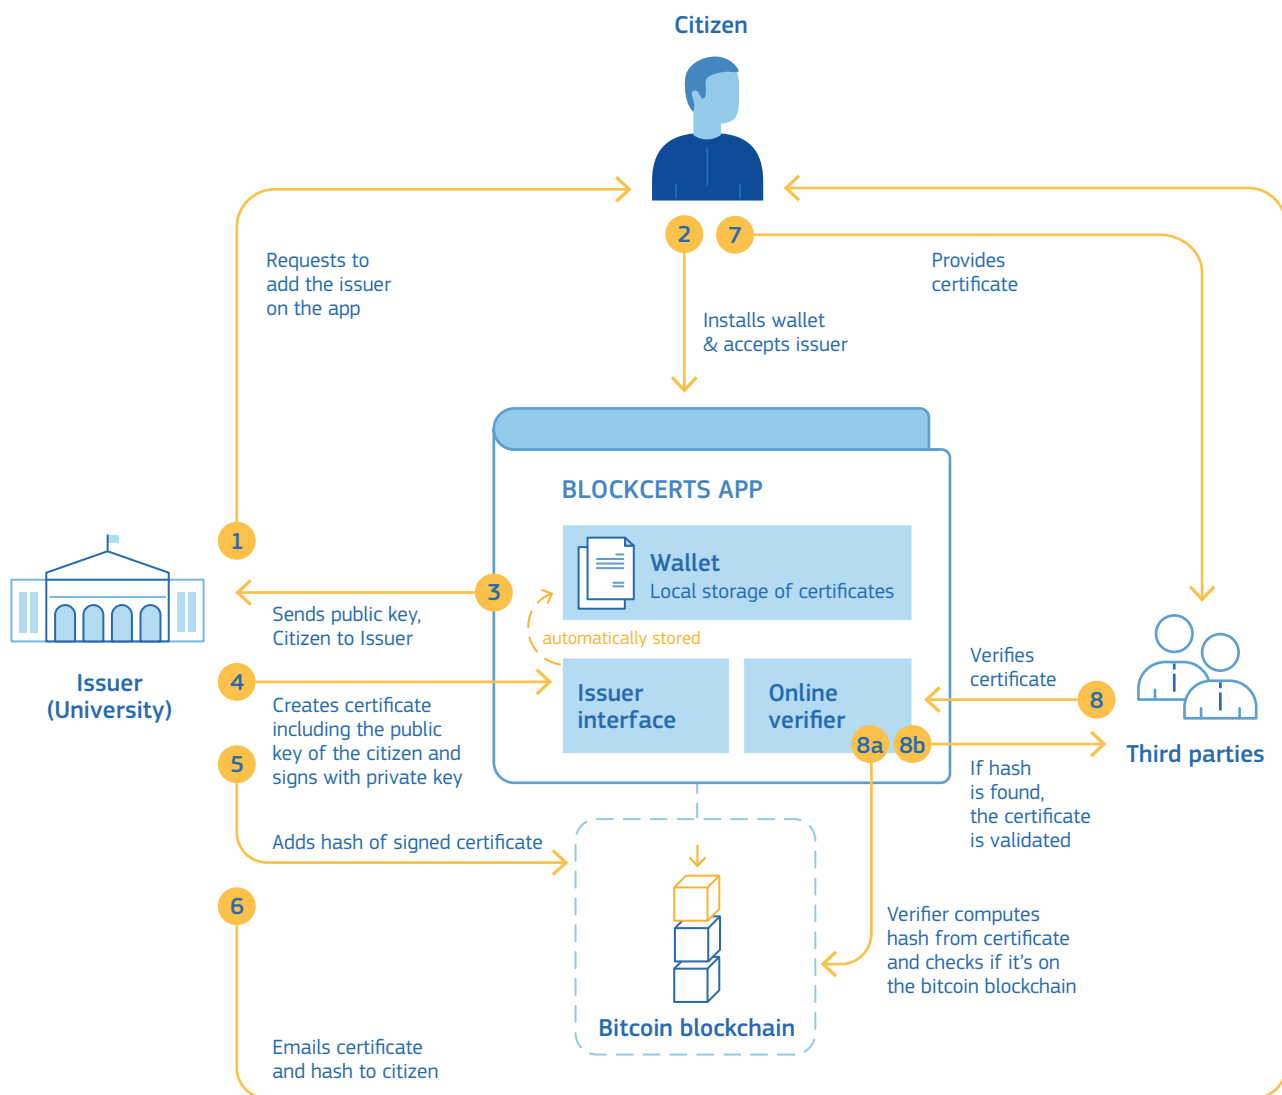 Citizen
2
7
Requests to
add the issuer
on the app
Provides
certificate
Installs wallet
& accepts issuer
BLOCKCERTS APP
1
Wallet
Local storage of certificates
3
Sends public key,
Citizen to Issuer
automatically stored
Issuer
(University)
4
Creates certificate
including the public
key of the citizen and
signs with private key
Issuer
interface
Online
verifier
8a
8b
Verifies
certificate
8
Third parties
If hash
is found,
the certificate
is validated
5
Adds hash of signed certificate
6
Verifier computes
hash from certificate
and checks if it's on
the bitcoin blockchain
Bitcoin blockchain
Emails certificate
and hash to citizen